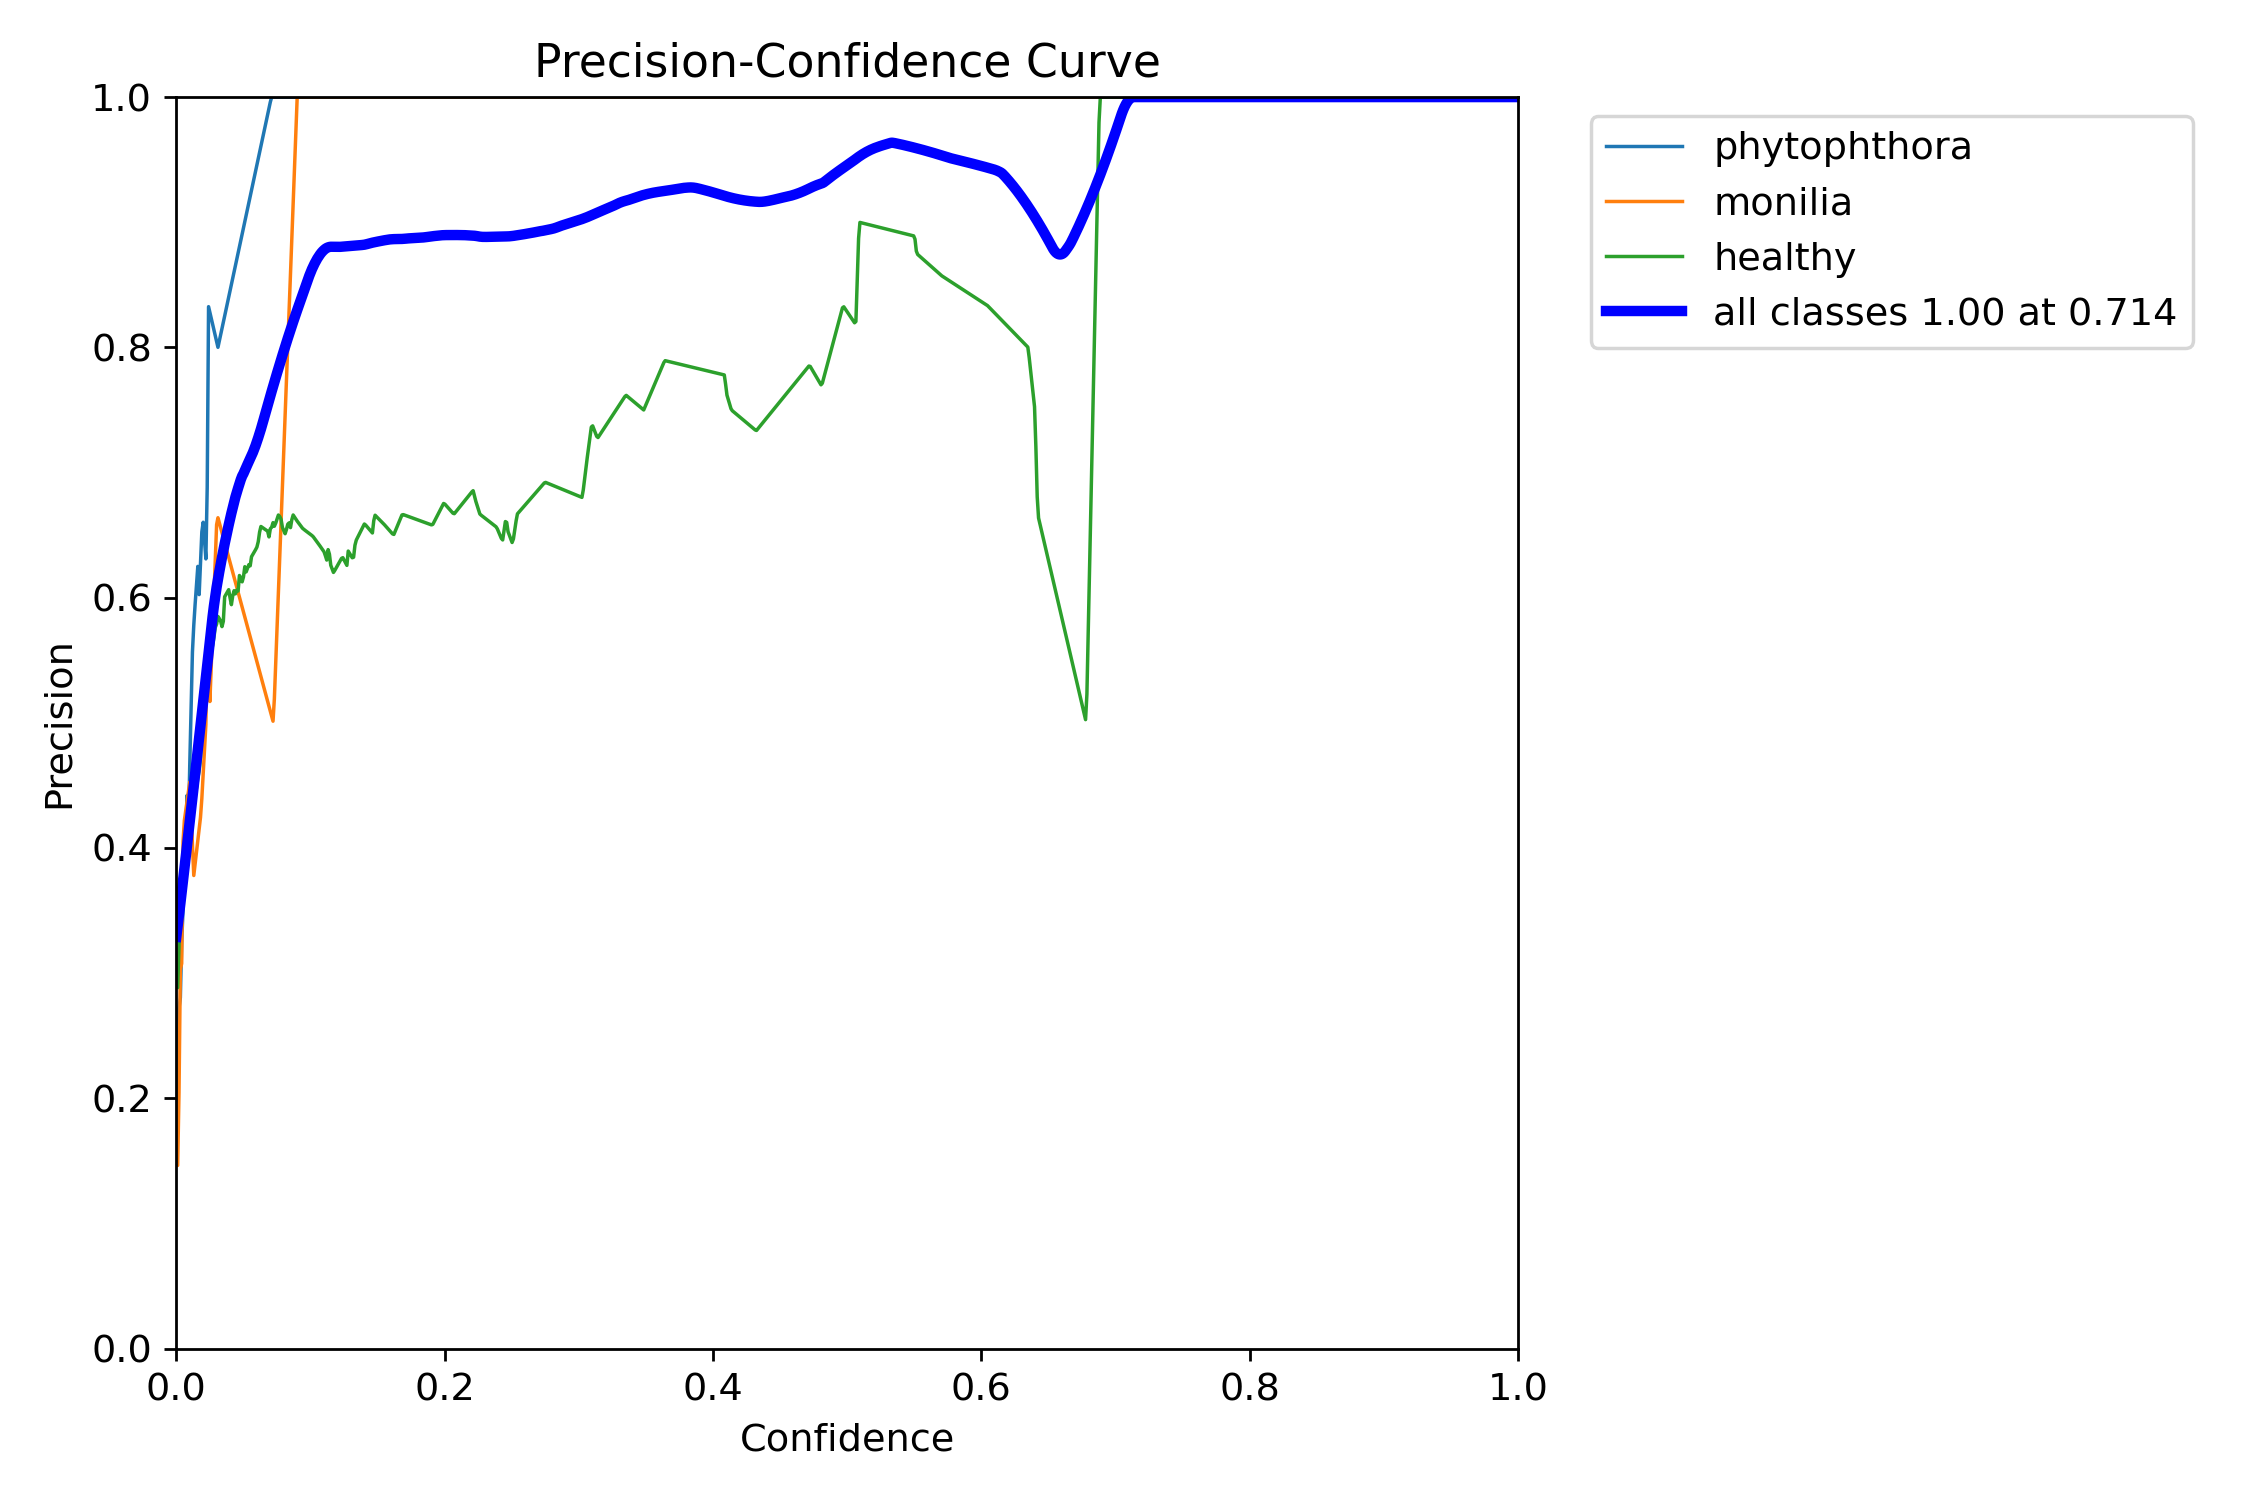 Precision-Confidence Curve
1.0
0.8
0.6
0.4
0.2
0.0
Precision
0.0 0.2 0.4 0.6 0.8 1.0
Confidence
phytophthora
monilia
healthy
all classes 1.00 at 0.714